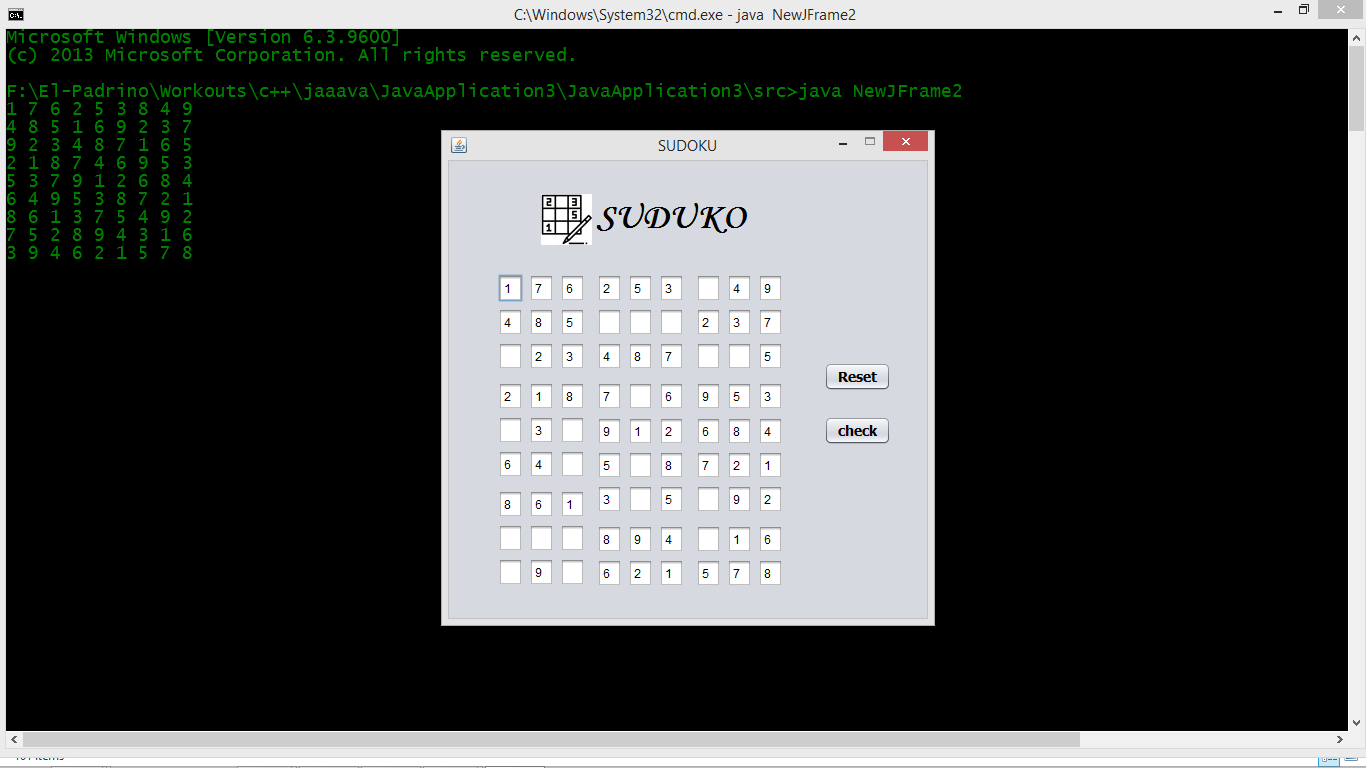 C:\Windows\System32\cmd.exe - java  NewJFrame2
Microsoft Windows [Version 6.3.9600]
(c) 2013 Microsoft Corporation. All rights reserved.
F:\El-Padrino\Workouts\c++\jaaava\JavaApplication3\JavaApplication3\src>java NewJFrame2
1 7 6 2 5 3 8 4 9
4 8 5 1 6 9 2 3 7
9 2 3 4 8 7 1 6 5
2 1 8 7 4 6 9 5 3
5 3 7 9 1 2 6 8 4
6 4 9 5 3 8 7 2 1
8 6 1 3 7 5 4 9 2
7 5 2 8 9 4 3 1 6
3 9 4 6 2 1 5 7 8
SUDOKU
2 3
5
1
SUDUKO
1 7 6 2 5 3 4 9
4 8 5 2 3 7
2 3 4 8 7 5
2 1 8 7 6 9 5 3
3 9 1 2 6 8 4
6 4 5 8 7 2 1
8 6 1 3 5 9 2
8 9 4 1 6
9 6 2 1 5 7 8
Reset
check